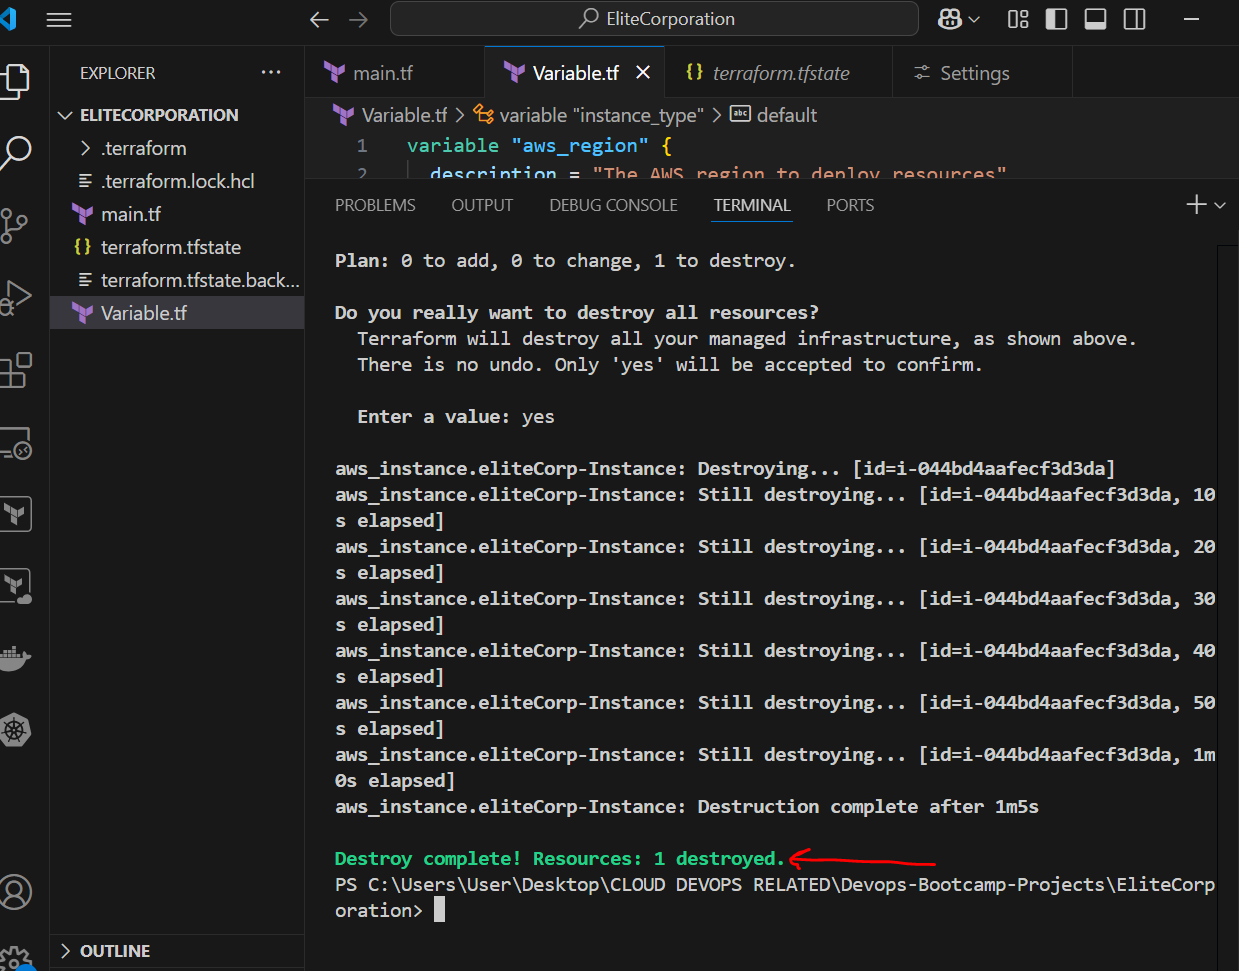 EliteCorporation
EXPLORER
ELITECORPORATION
.terraform
.terraform.lock.hcl
main.tf
{} terraform.tfstate
terraform.tfstate.back...
Variable.tf
OUTLINE
main.tf
Variable.tf
{} terraform.tfstate
Settings
Variable.tf > variable "instance_type" > abc default
1 variable "aws_region" {
2 description = "The AWS region to deploy resources"
PROBLEMS OUTPUT DEBUG CONSOLE TERMINAL PORTS
Plan: 0 to add, 0 to change, 1 to destroy.
Do you really want to destroy all resources?
Terraform will destroy all your managed infrastructure, as shown above.
There is no undo. Only 'yes' will be accepted to confirm.
Enter a value: yes
aws_instance.eliteCorp-Instance: Destroying... [id=i-044bd4aafecf3d3da]
aws_instance.eliteCorp-Instance: Still destroying... [id=i-044bd4aafecf3d3da, 10
s elapsed]
aws_instance.eliteCorp-Instance: Still destroying... [id=i-044bd4aafecf3d3da, 20
s elapsed]
aws_instance.eliteCorp-Instance: Still destroying... [id=i-044bd4aafecf3d3da, 30
s elapsed]
aws_instance.eliteCorp-Instance: Still destroying... [id=i-044bd4aafecf3d3da, 40
s elapsed]
aws_instance.eliteCorp-Instance: Still destroying... [id=i-044bd4aafecf3d3da, 50
s elapsed]
aws_instance.eliteCorp-Instance: Still destroying... [id=i-044bd4aafecf3d3da, 1m
0s elapsed]
aws_instance.eliteCorp-Instance: Destruction complete after 1m5s
Destroy complete! Resources: 1 destroyed.
PS C:\Users\User\Desktop\CLOUD DEVOPS RELATED\Devops-Bootcamp-Projects\EliteCorp
oration>